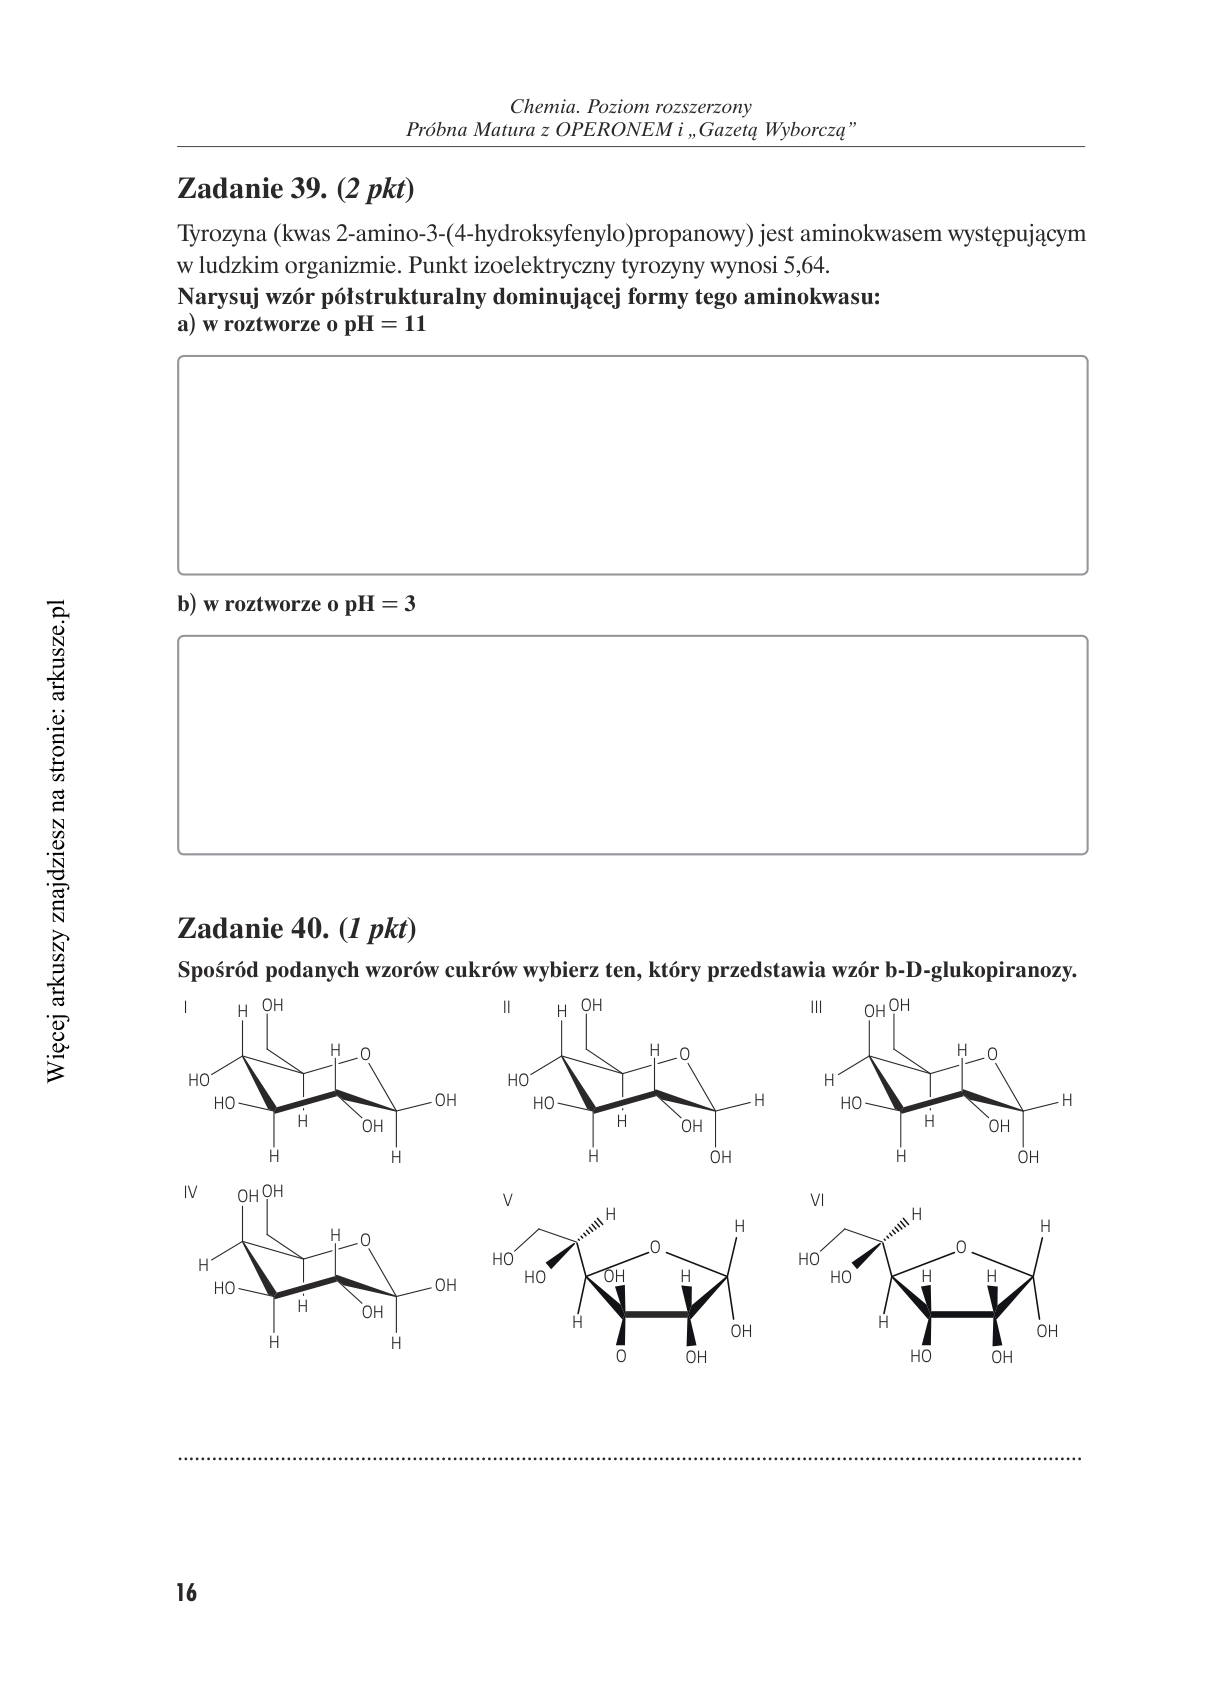 Chemia. Poziom rozszerzony
Próbna Matura z OPERONEM i „Gazetą Wyborczą”
Zadanie 39. (2 pkt)
Tyrozyna (kwas 2-amino-3-(4-hydroksyfenylo)propanowy) jest aminokwasem występującym
w ludzkim organizmie. Punkt izoelektryczny tyrozyny wynosi 5,64.
Narysuj wzór półstrukturalny dominującej formy tego aminokwasu:
a) w roztworze o pH = 11
b) w roztworze o pH = 3
Więcej arkuszy znajdziesz na stronie: arkusze.pl
Zadanie 40. (1 pkt)
Spośród podanych wzorów cukrów wybierz ten, który przedstawia wzór b-D-glukopiranozy.
I
H OH
H O
HO
HO OH
H OH
H H
II
H OH
H O
HO
HO H
H OH
H OH
III
OH OH
H O
H
HO H
H OH
H OH
IV
OH OH
H O
H
HO OH
H OH
H H
V
H
H
HO O
HO OH H
H
OH
O OH
VI
H
H
HO O
HO H H
H
OH
HO OH
................................................................................
16